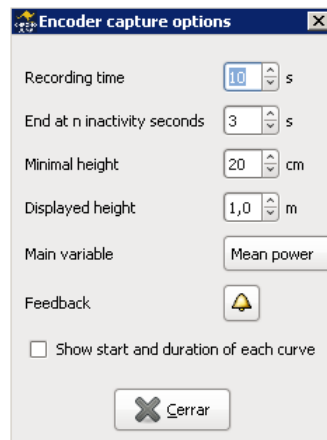 Encoder capture options
Recording time 10 s
End at n inactivity seconds 3 s
Minimal height 20 cm
Displayed height 1,0 m
Main variable Mean power
Feedback
Show start and duration of each curve
Cerrar